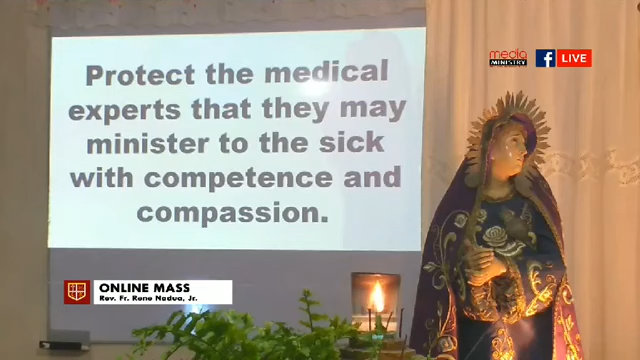 media
MINISTRY
f LIVE
Protect the medical
experts that they may
minister to the sick
with competence and
compassion.
ONLINE MASS
Rev. Fr. Rene Nadua, Jr.